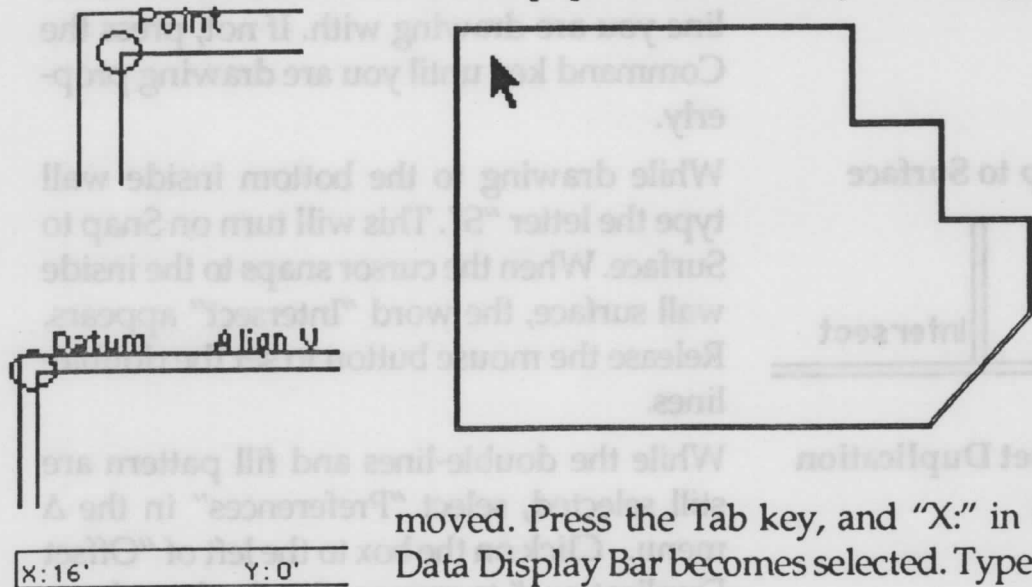 Point
Datum Align V
moved. Press the Tab key, and "X:" in
Data Display Bar becomes selected. Type
X:16' Y:0'
line you are drawing with. If not, press the
Command key until you are drawing prop-
erly.
o to Surface
While drawing to the bottom inside wall
type the letter "S". This will turn on Snap to
Surface. When the cursor snaps to the inside
wall surface, the word "Intersect" appears.
Release the mouse button to set the double
lines.
Intersect
et Duplication
While the double-lines and fill pattern are
still selected, select "Preferences" in the Δ
menu. Click on the box to the left of "Offset